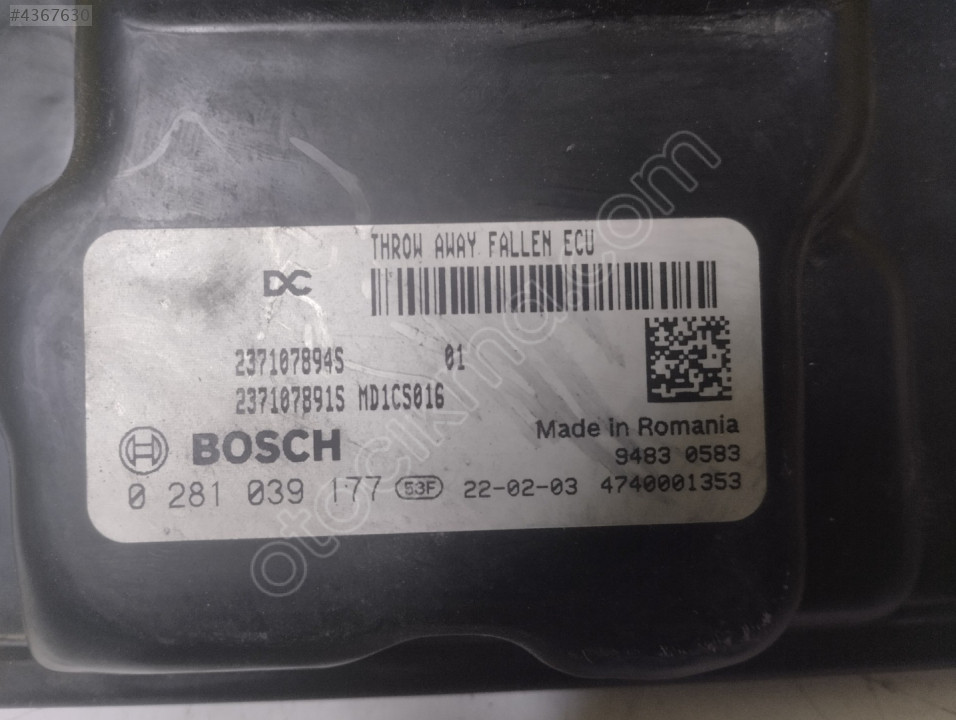 #4367630
THROW AWAY FALLEN ECU
DC
237107894S 01
237107891S MD1CS016
BOSCH
Made in Romania
9483 0583
0 281 039 177 53F 22-02-03 4740001353
otocikma.com